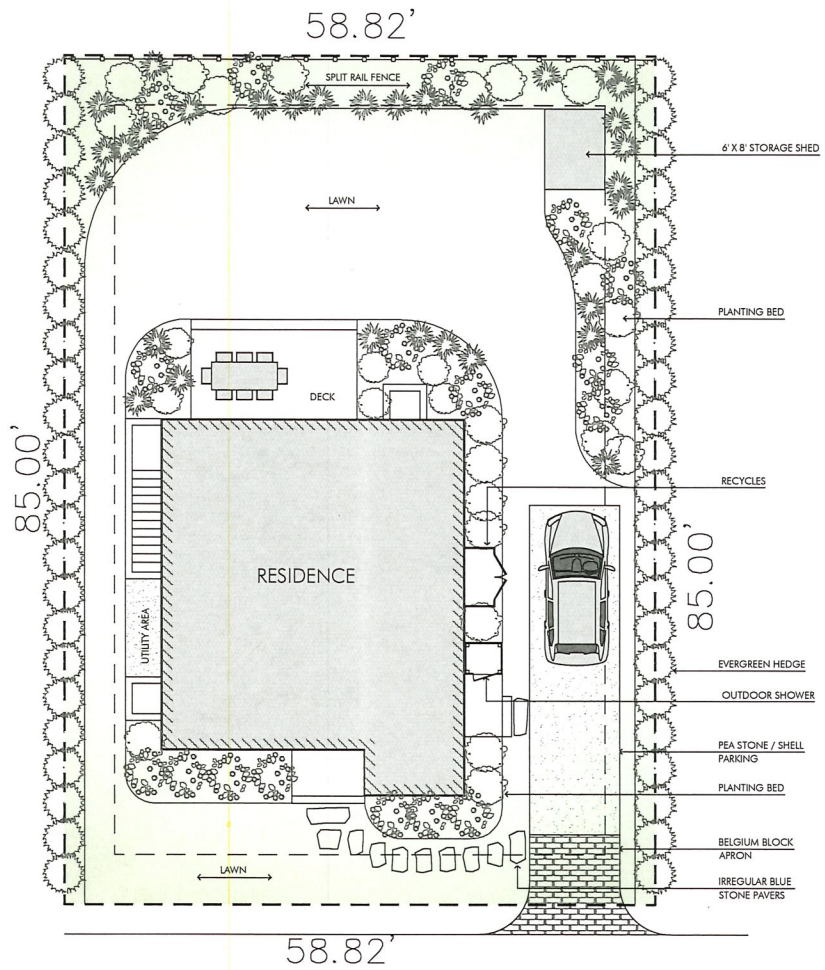 58.82'
SPLIT RAIL FENCE
6' X 8' STORAGE SHED
LAWN
PLANTING BED
DECK
85.00'
RECYCLES
RESIDENCE
85.00'
UTILITY AREA
EVERGREEN HEDGE
OUTDOOR SHOWER
PEA STONE / SHELL
PARKING
PLANTING BED
BELGIUM BLOCK
APRON
LAWN
IRREGULAR BLUE
STONE PAVERS
58.82'